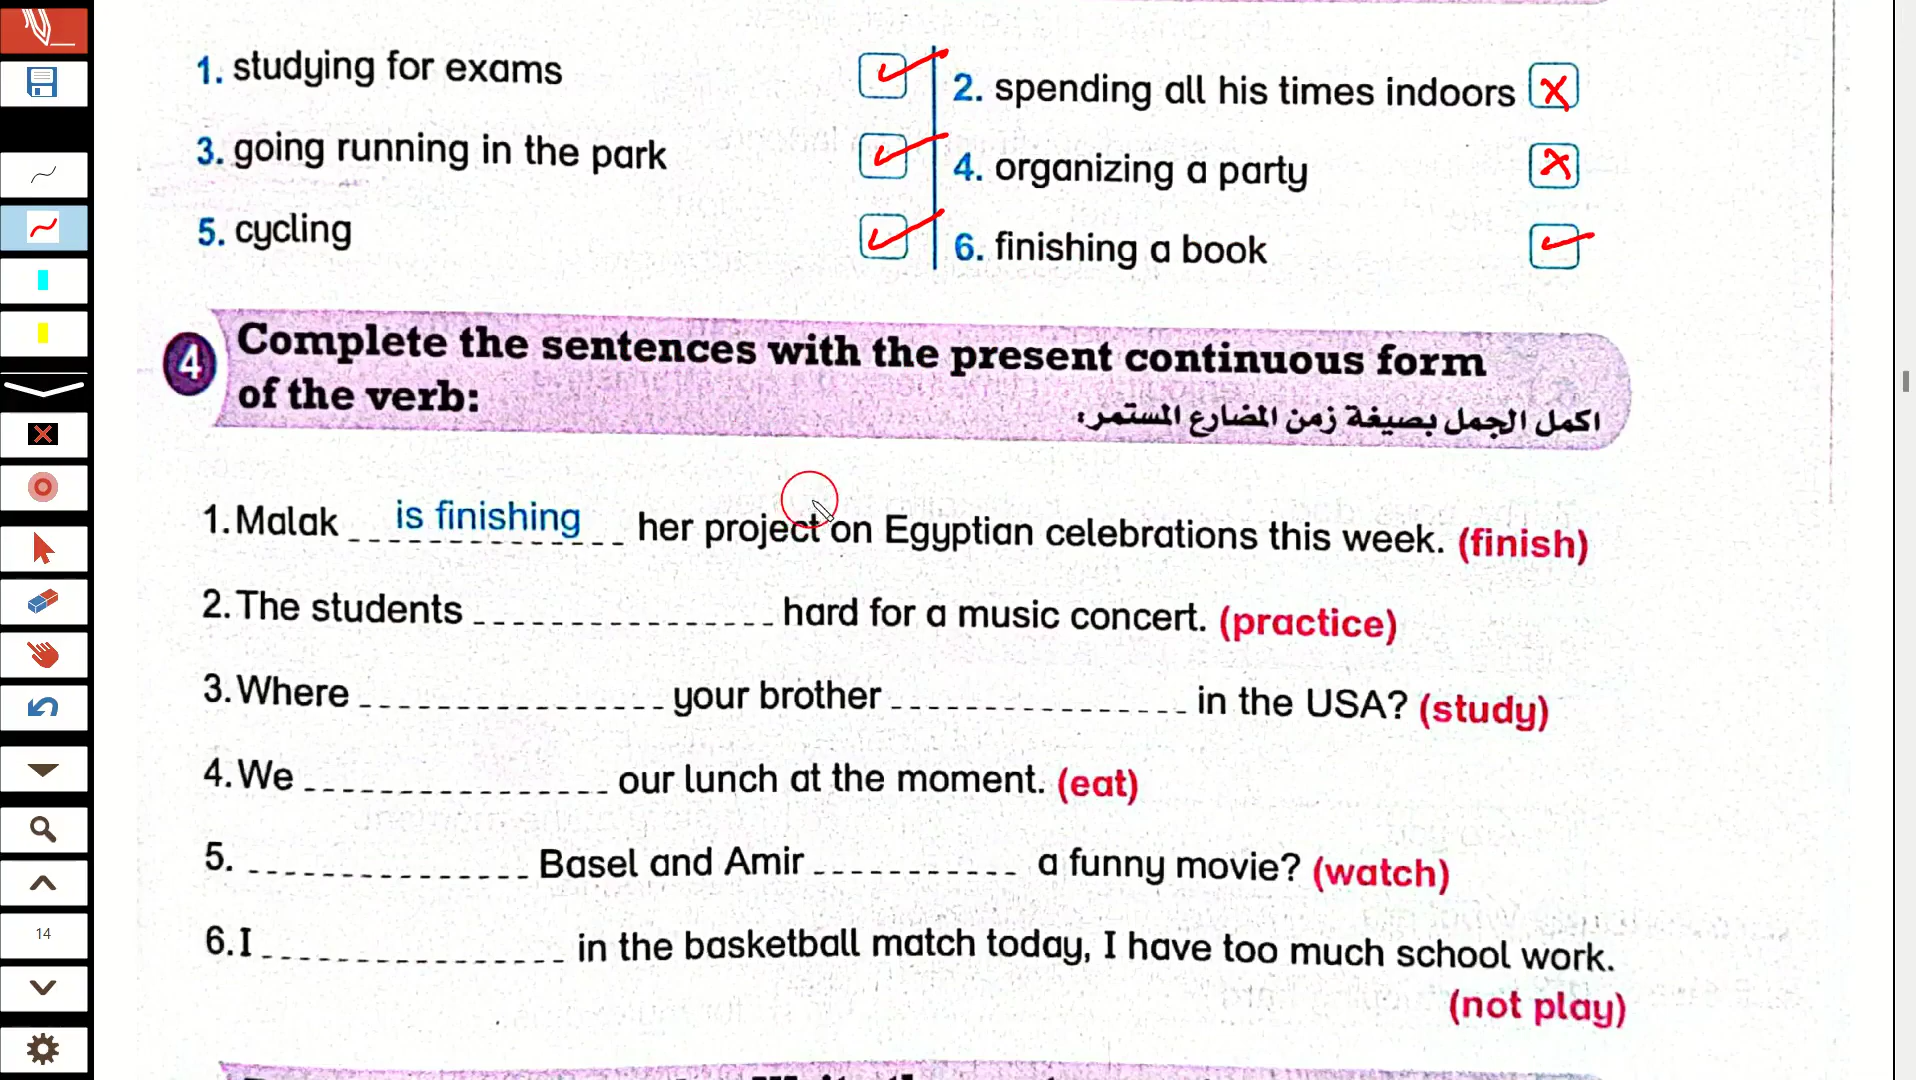 1. studying for exams
2. spending all his times indoors
3. going running in the park
4. organizing a party
5. cycling
6. finishing a book
4 Complete the sentences with the present continuous form
of the verb:
اكمل الجمل بصيغة زمن المضارع المستمر:
1. Malak is finishing her project on Egyptian celebrations this week. (finish)
2. The students _ _ _ _ _ _ _ _ hard for a music concert. (practice)
3. Where _ _ _ _ _ _ _ _ your brother _ _ _ _ _ _ _ _ in the USA? (study)
4. We _ _ _ _ _ _ _ _ our lunch at the moment. (eat)
5. _ _ _ _ _ _ _ _ Basel and Amir _ _ _ _ _ _ a funny movie? (watch)
6. I _ _ _ _ _ _ _ _ in the basketball match today, I have too much school work.
(not play)
14